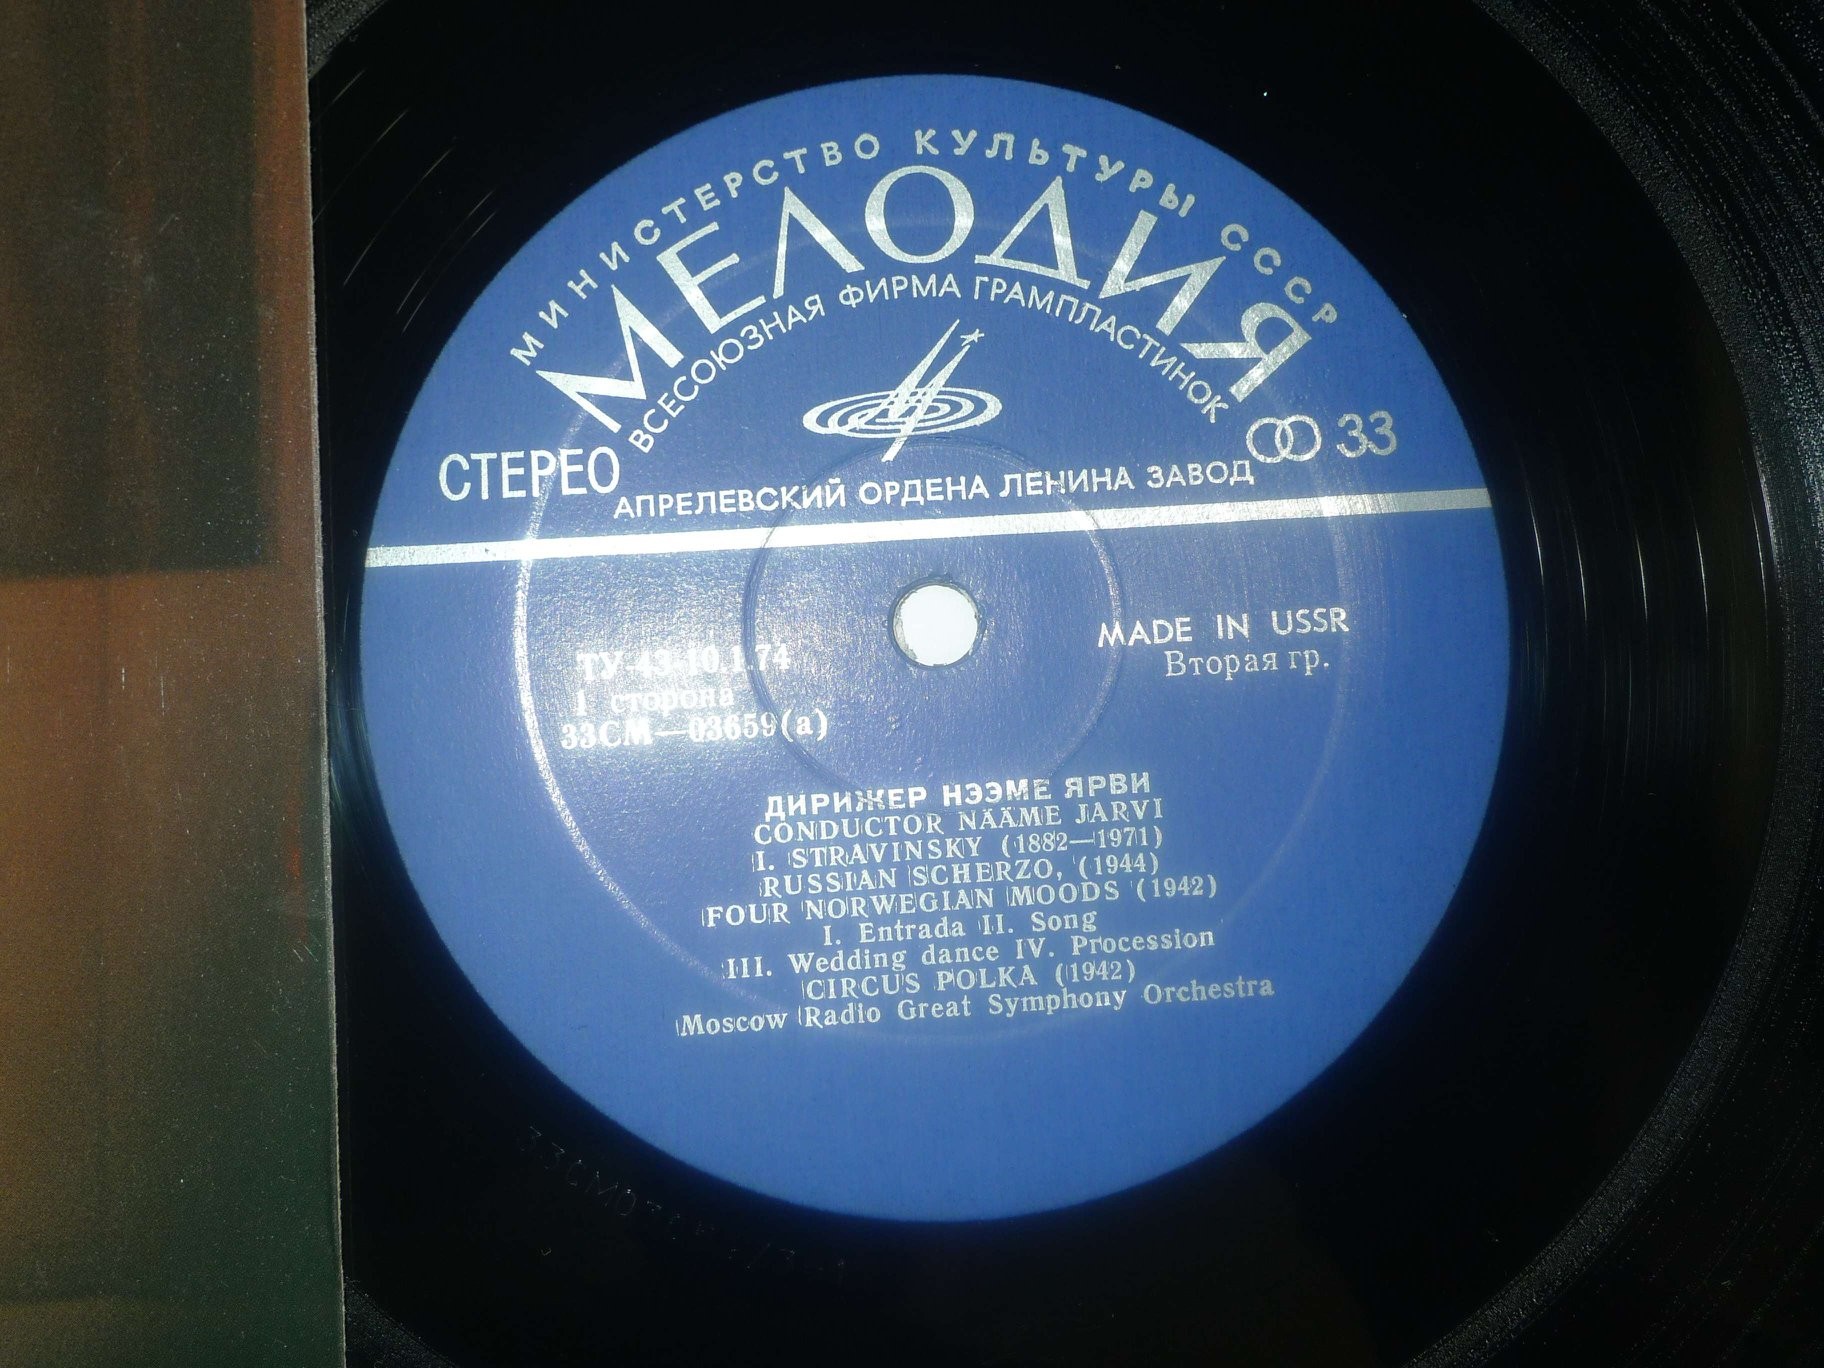 МИНИСТЕРСТВО КУЛЬТУРЫ СССР
МЕЛОДИЯ
ВСЕСОЮЗНАЯ ФИРМА ГРАМПЛАСТИНОК
СТЕРЕО
33
АПРЕЛЕВСКИЙ ОРДЕНА ЛЕНИНА ЗАВОД
MADE IN USSR
Вторая гр.
ТУ-43-10.1.74
1 сторона
33СМ—03659(а)
ДИРИЖЕР НЭЭМЕ ЯРВИ
CONDUCTOR NÄÄME JARVI
I. STRAVINSKY (1882—1971)
RUSSIAN SCHERZO, (1944)
FOUR NORWEGIAN MOODS (1942)
I. Entrada II. Song
III. Wedding dance IV. Procession
CIRCUS POLKA (1942)
Moscow Radio Great Symphony Orchestra